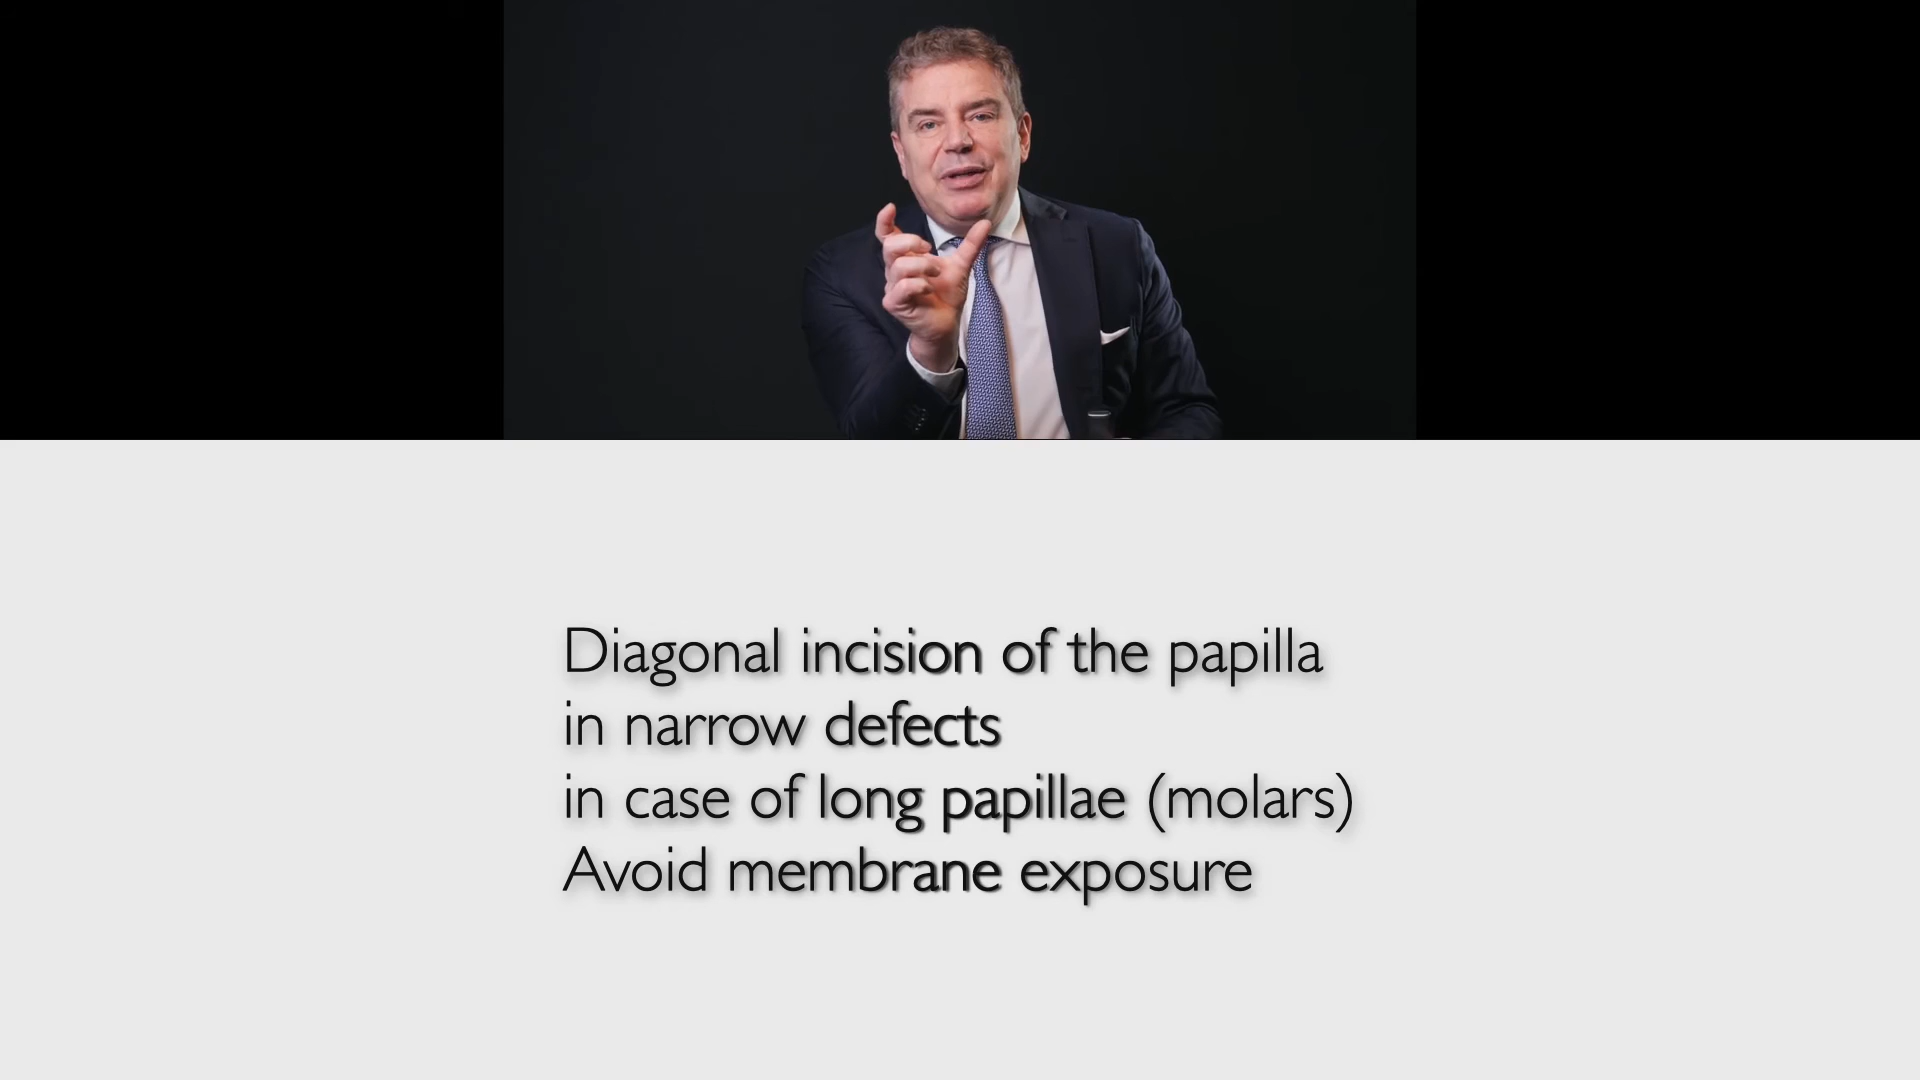 Diagonal incision of the papilla
in narrow defects
in case of long papillae (molars)
Avoid membrane exposure